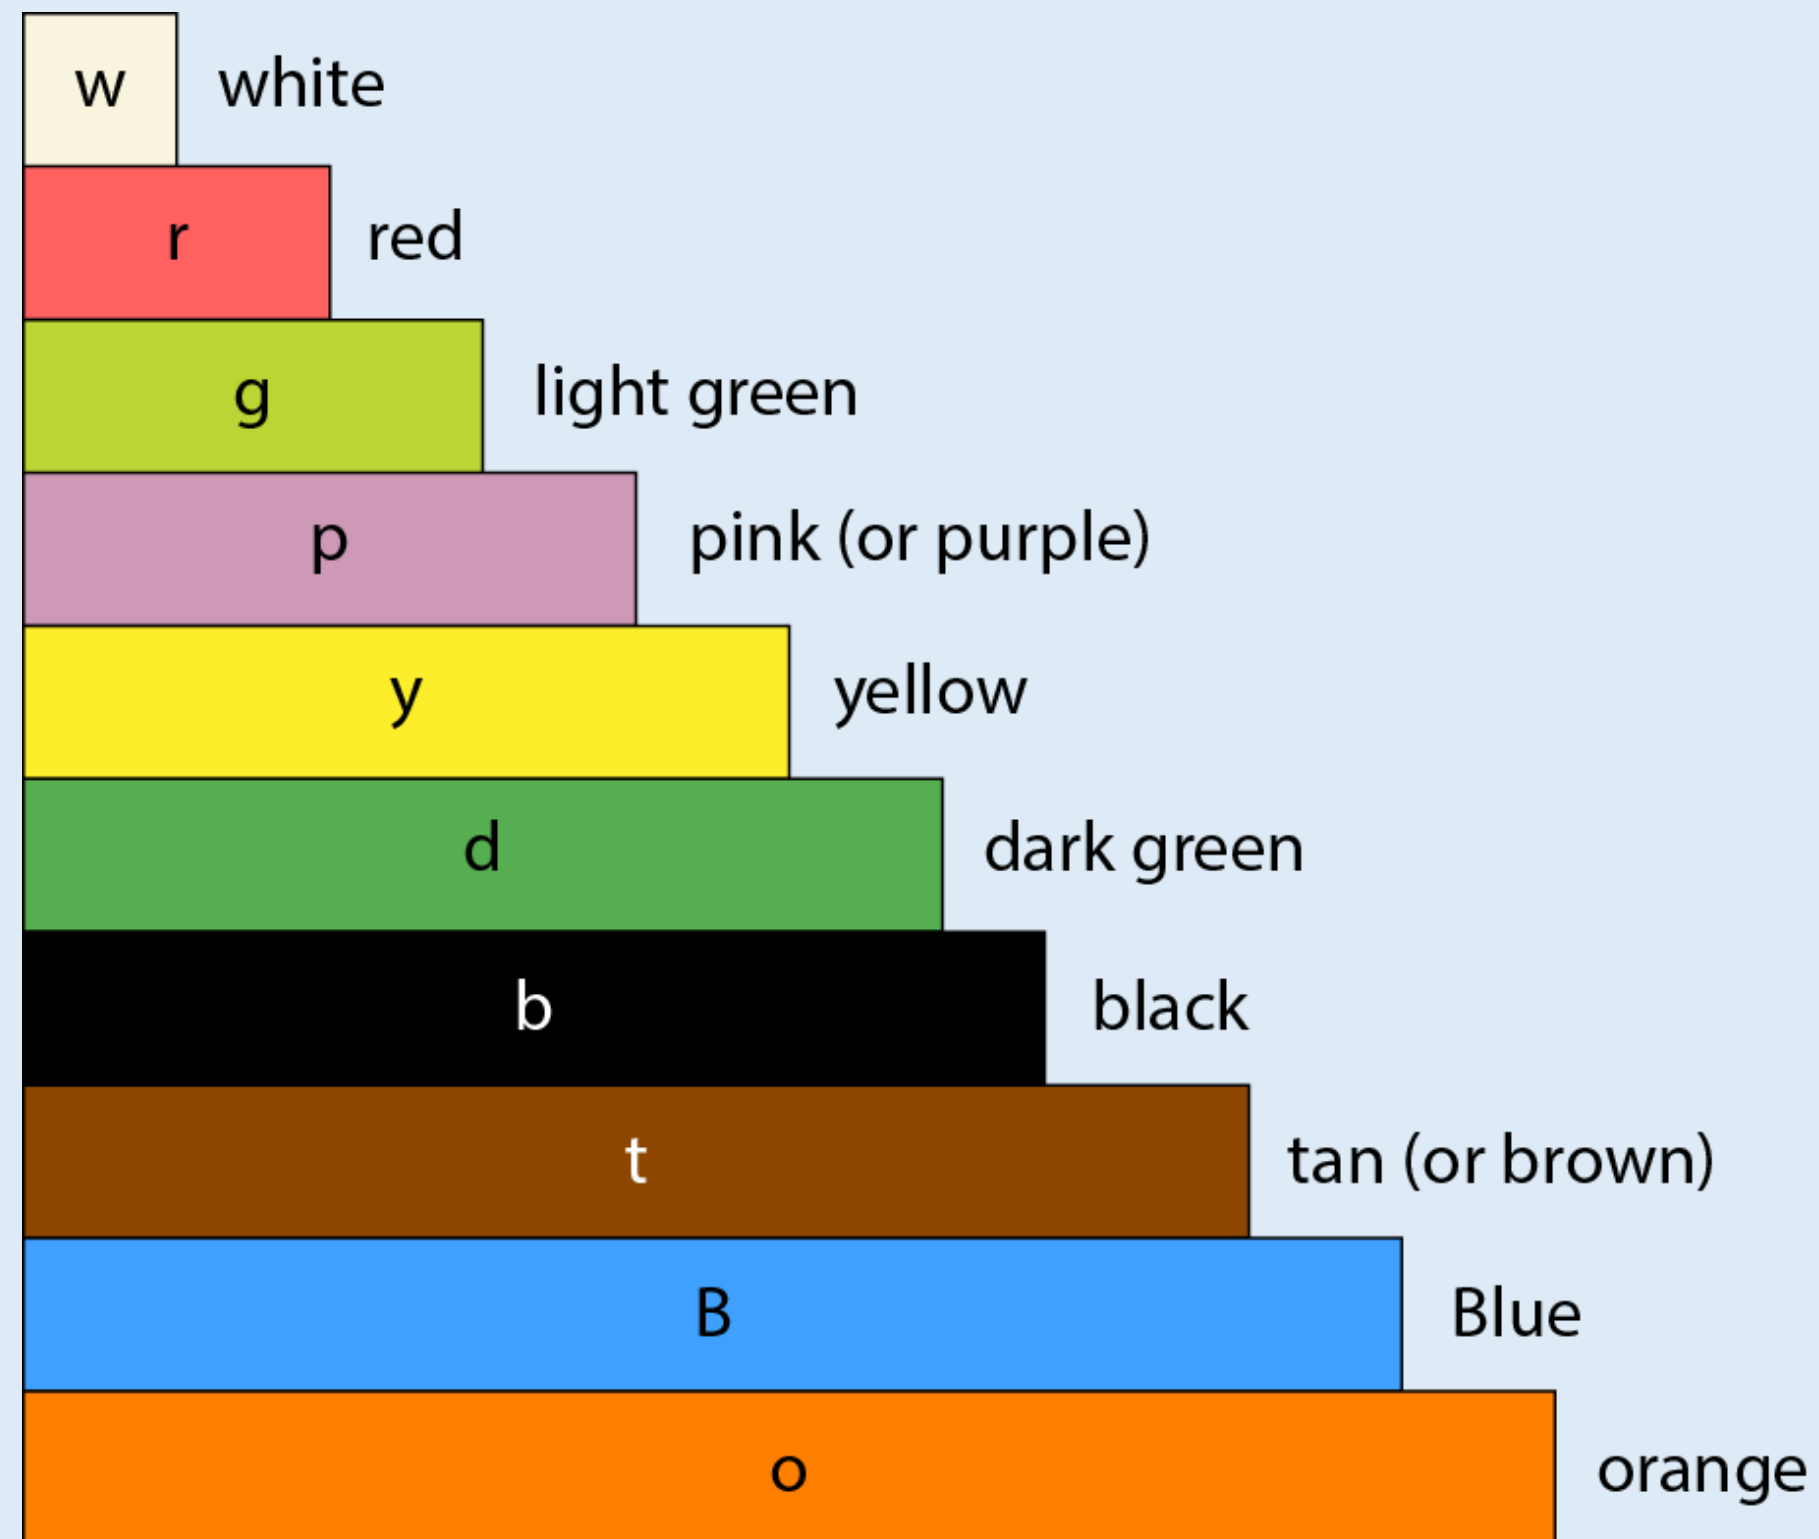 w white
r red
g light green
p pink (or purple)
y yellow
d dark green
b black
t tan (or brown)
B Blue
o orange